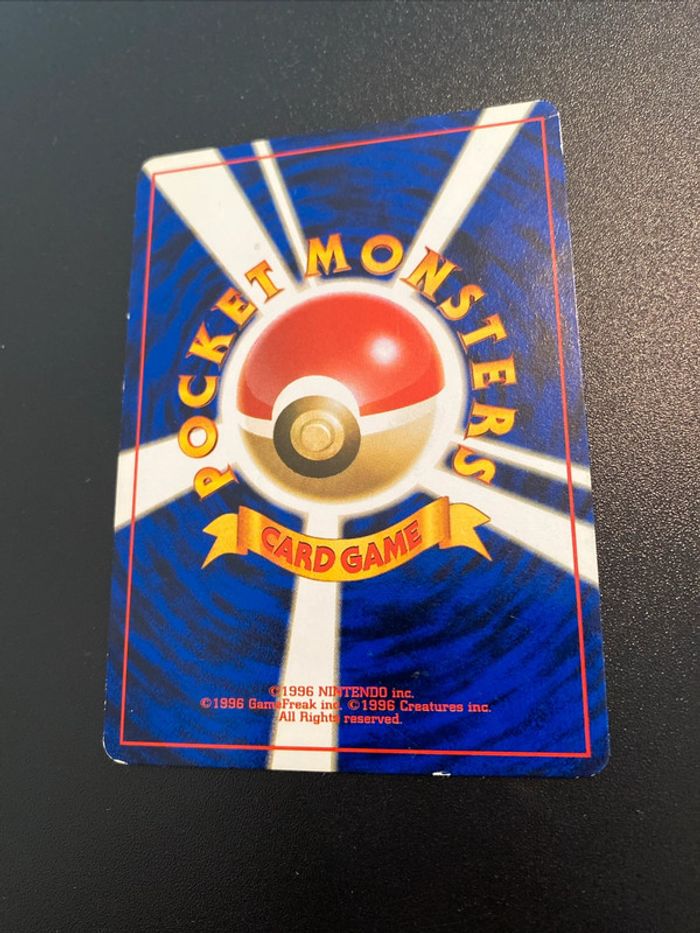 POCKET MONSTERS
CARD GAME
©1996 NINTENDO inc.
©1996 GameFreak inc. ©1996 Creatures inc.
All Rights reserved.